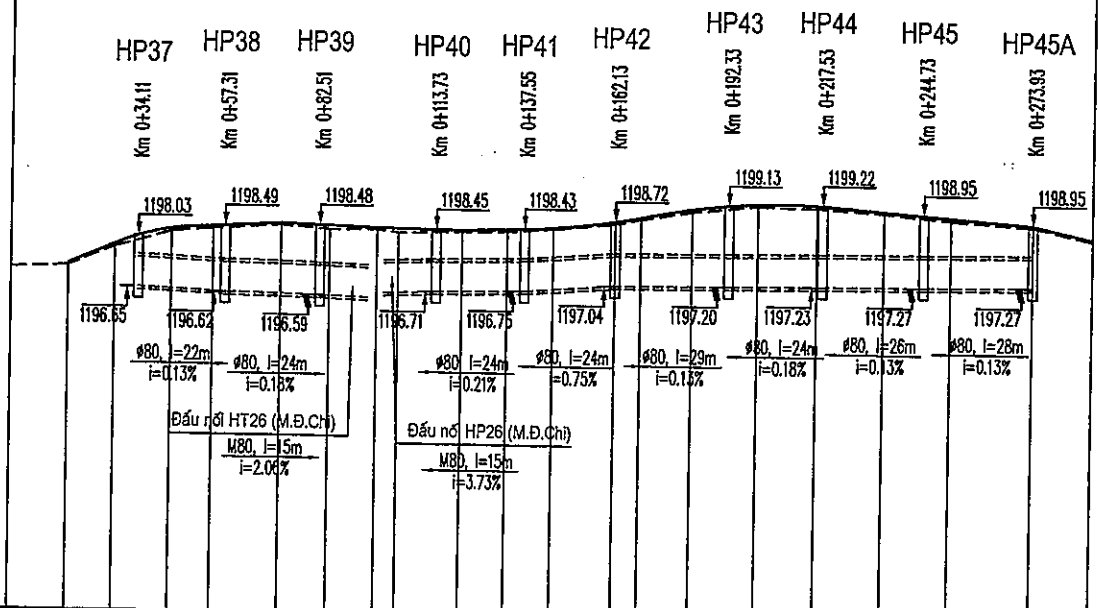 HP37 HP38 HP39 HP40 HP41 HP42 HP43 HP44 HP45 HP45A
Km 0+34.11
Km 0+57.31
Km 0+82.51
Km 0+113.73
Km 0+137.55
Km 0+162.13
Km 0+192.33
Km 0+217.53
Km 0+244.73
Km 0+273.93
1198.03 1198.49 1198.48 1198.45 1198.43 1198.72 1199.13 1199.22 1198.95 1198.95
1196.65 1196.62 1196.59 1196.71 1196.75 1197.04 1197.20 1197.23 1197.27 1197.27
ø80, l=22m
i=0.13%
ø80, l=24m
i=0.18%
ø80, l=24m
i=0.21%
ø80, l=24m
i=0.75%
ø80, l=29m
i=0.13%
ø80, l=24m
i=0.18%
ø80, l=26m
i=0.13%
ø80, l=28m
i=0.13%
Đấu nối HT26 (M.Đ.Chi)
M80, l=15m
i=2.06%
Đấu nối HP26 (M.Đ.Chi)
M80, l=15m
i=3.73%